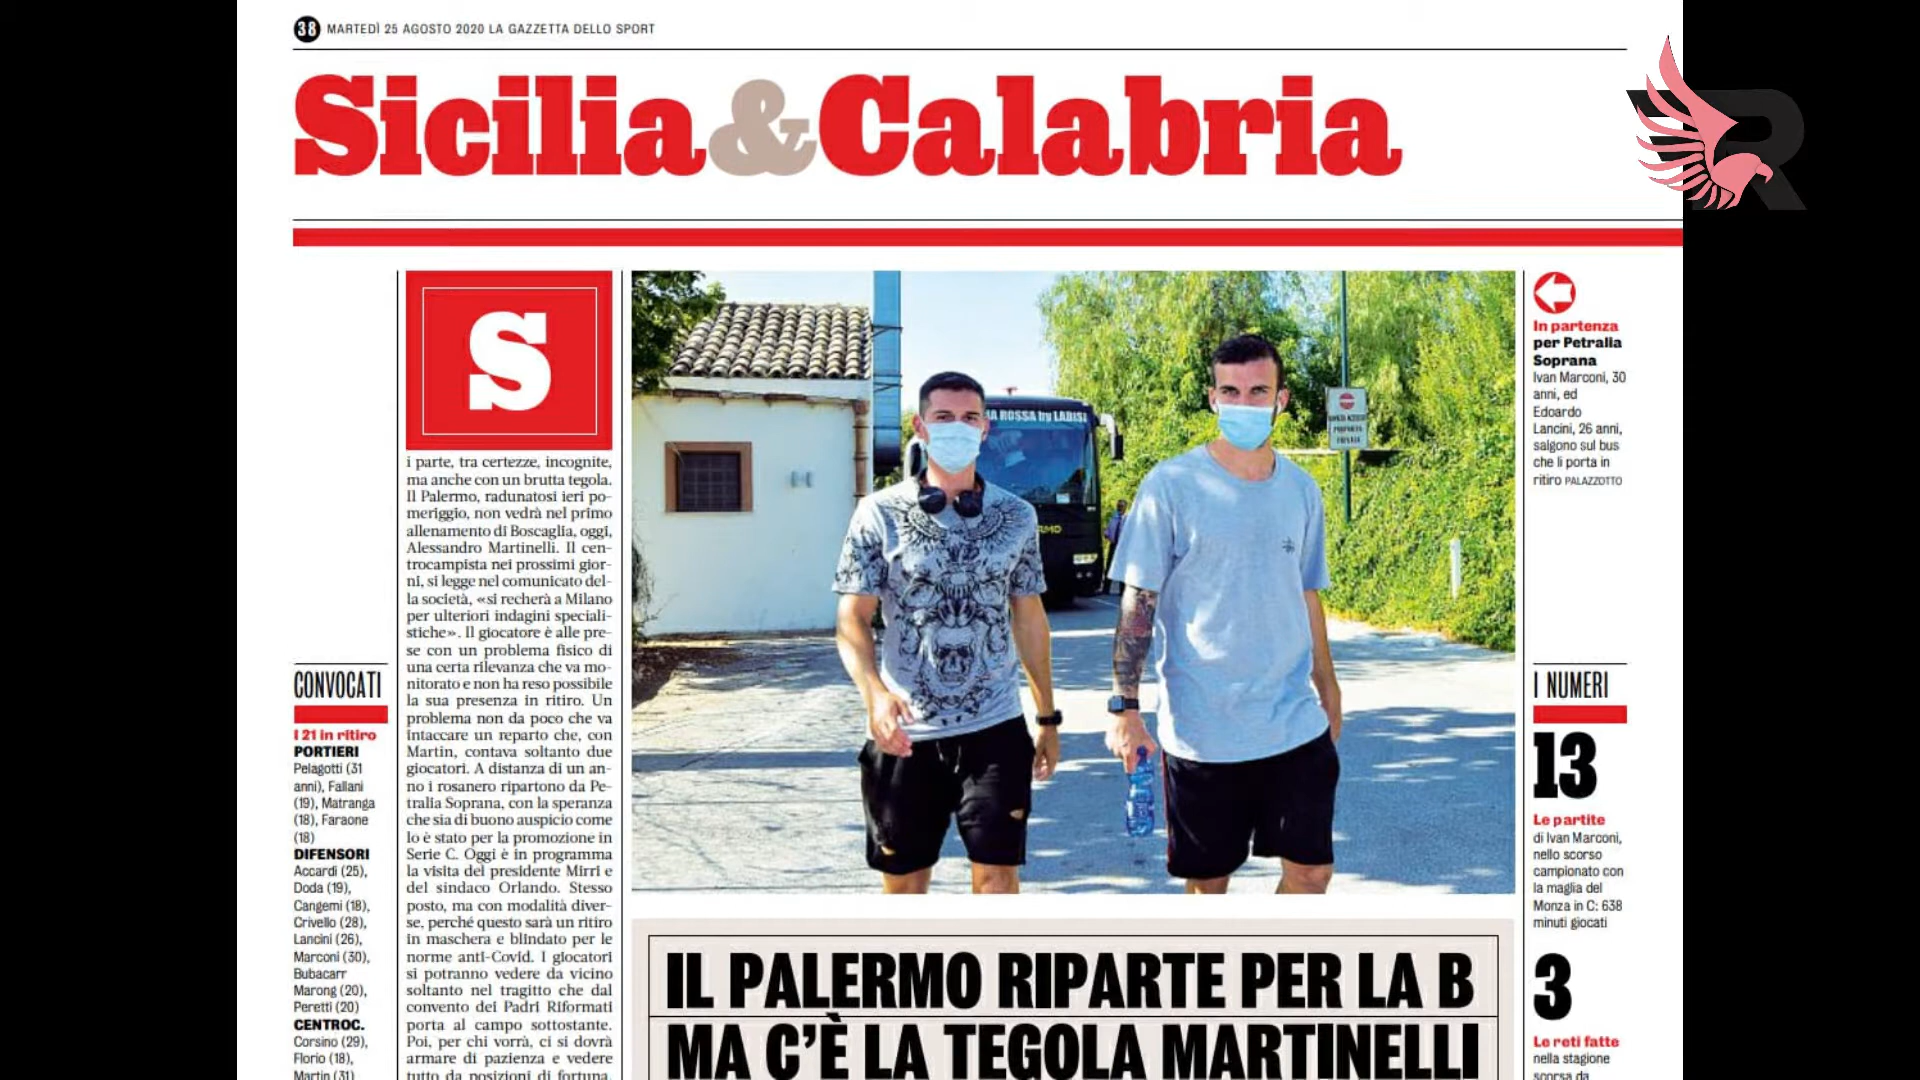 38 MARTEDÌ 25 AGOSTO 2020 LA GAZZETTA DELLO SPORT
Sicilia&Calabria
R
S
i parte, tra certezze, incognite,
ma anche con un brutta tegola.
Il Palermo, radunatosi ieri po-
meriggio, non vedrà nel primo
allenamento di Boscaglia, oggi,
Alessandro Martinelli. Il cen-
trocampista nei prossimi gior-
ni, si legge nel comunicato del-
la società, «si recherà a Milano
per ulteriori indagini speciali-
stiche». Il giocatore è alle pre-
se con un problema fisico di
una certa rilevanza che va mo-
nitorato e non ha reso possibile
la sua presenza in ritiro. Un
problema non da poco che va
intaccare un reparto che, con
Martin, contava soltanto due
giocatori. A distanza di un an-
no i rosanero ripartono da Pe-
tralia Soprana, con la speranza
che sia di buono auspicio come
lo è stato per la promozione in
Serie C. Oggi è in programma
la visita del presidente Mirri e
del sindaco Orlando. Stesso
posto, ma con modalità diver-
se, perché questo sarà un ritiro
in maschera e blindato per le
norme anti-Covid. I giocatori
si potranno vedere da vicino
soltanto nel tragitto che dal
convento dei Padri Riformati
porta al campo sottostante.
Poi, per chi vorrà, ci si dovrà
armare di pazienza e vedere
tutto da posizioni di fortuna,
CONVOCATI
I 21 in ritiro
PORTIERI
Pelagotti (31
anni), Fallani
(19), Matranga
(18), Faraone
(18)
DIFENSORI
Accardi (25),
Doda (19),
Cangemi (18),
Crivello (28),
Lancini (26),
Marconi (30),
Bubacarr
Marong (20),
Peretti (20)
CENTROC.
Corsino (29),
Florio (18),
Martin (31)
ROSSA by LABISI
IL PALERMO RIPARTE PER LA B
MA C'È LA TEGOLA MARTINELLI
In partenza
per Petralia
Soprana
Ivan Marconi, 30
anni, ed
Edoardo
Lancini, 26 anni,
salgono sul bus
che li porta in
ritiro PALAZZOTTO
I NUMERI
13
Le partite
di Ivan Marconi,
nello scorso
campionato con
la maglia del
Monza in C: 638
minuti giocati
3
Le reti fatte
nella stagione
scorsa da